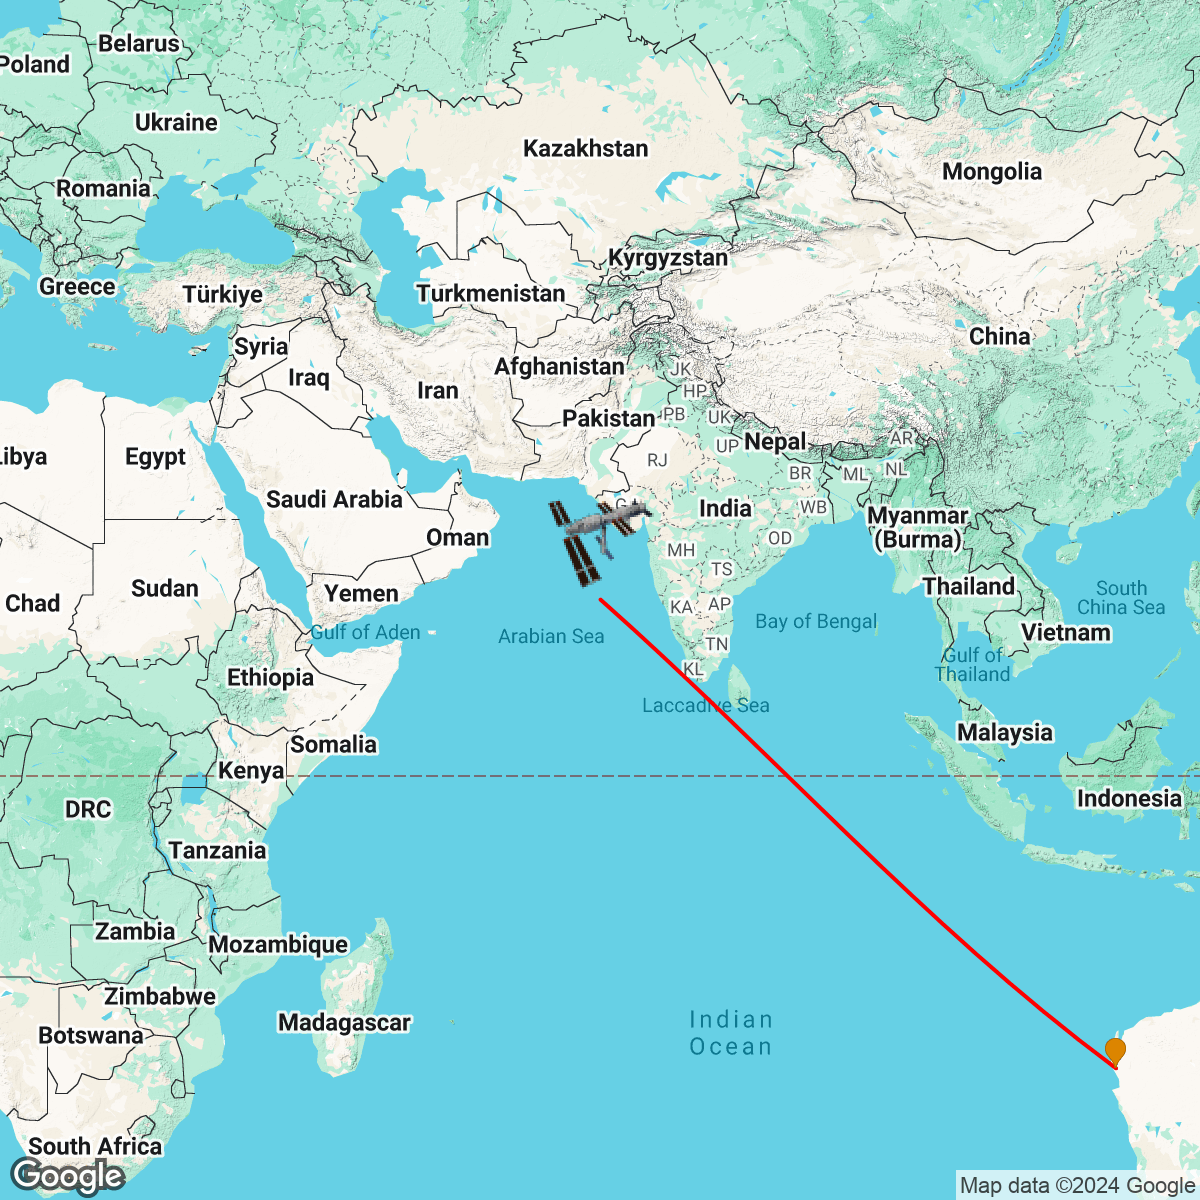 Belarus
Poland
Ukraine
Kazakhstan
Mongolia
Romania
Kyrgyzstan
Greece
Türkiye
Turkmenistan
China
Syria
Afghanistan
JK
Iraq
Iran
HP
Pakistan
PB
UK
Nepal
AR
UP
Libya
Egypt
RJ
BR
ML
NL
Saudi Arabia
India
WB
Myanmar
(Burma)
Oman
OD
MH
TS
Sudan
Yemen
Thailand
South
China Sea
Chad
KA
AP
Gulf of Aden
Arabian Sea
Bay of Bengal
Vietnam
TN
Gulf of
Thailand
Ethiopia
KL
Laccadive Sea
Somalia
Malaysia
Kenya
Indonesia
DRC
Tanzania
Zambia
Mozambique
Zimbabwe
Madagascar
Indian
Ocean
Botswana
South Africa
Google
Map data ©2024 Google